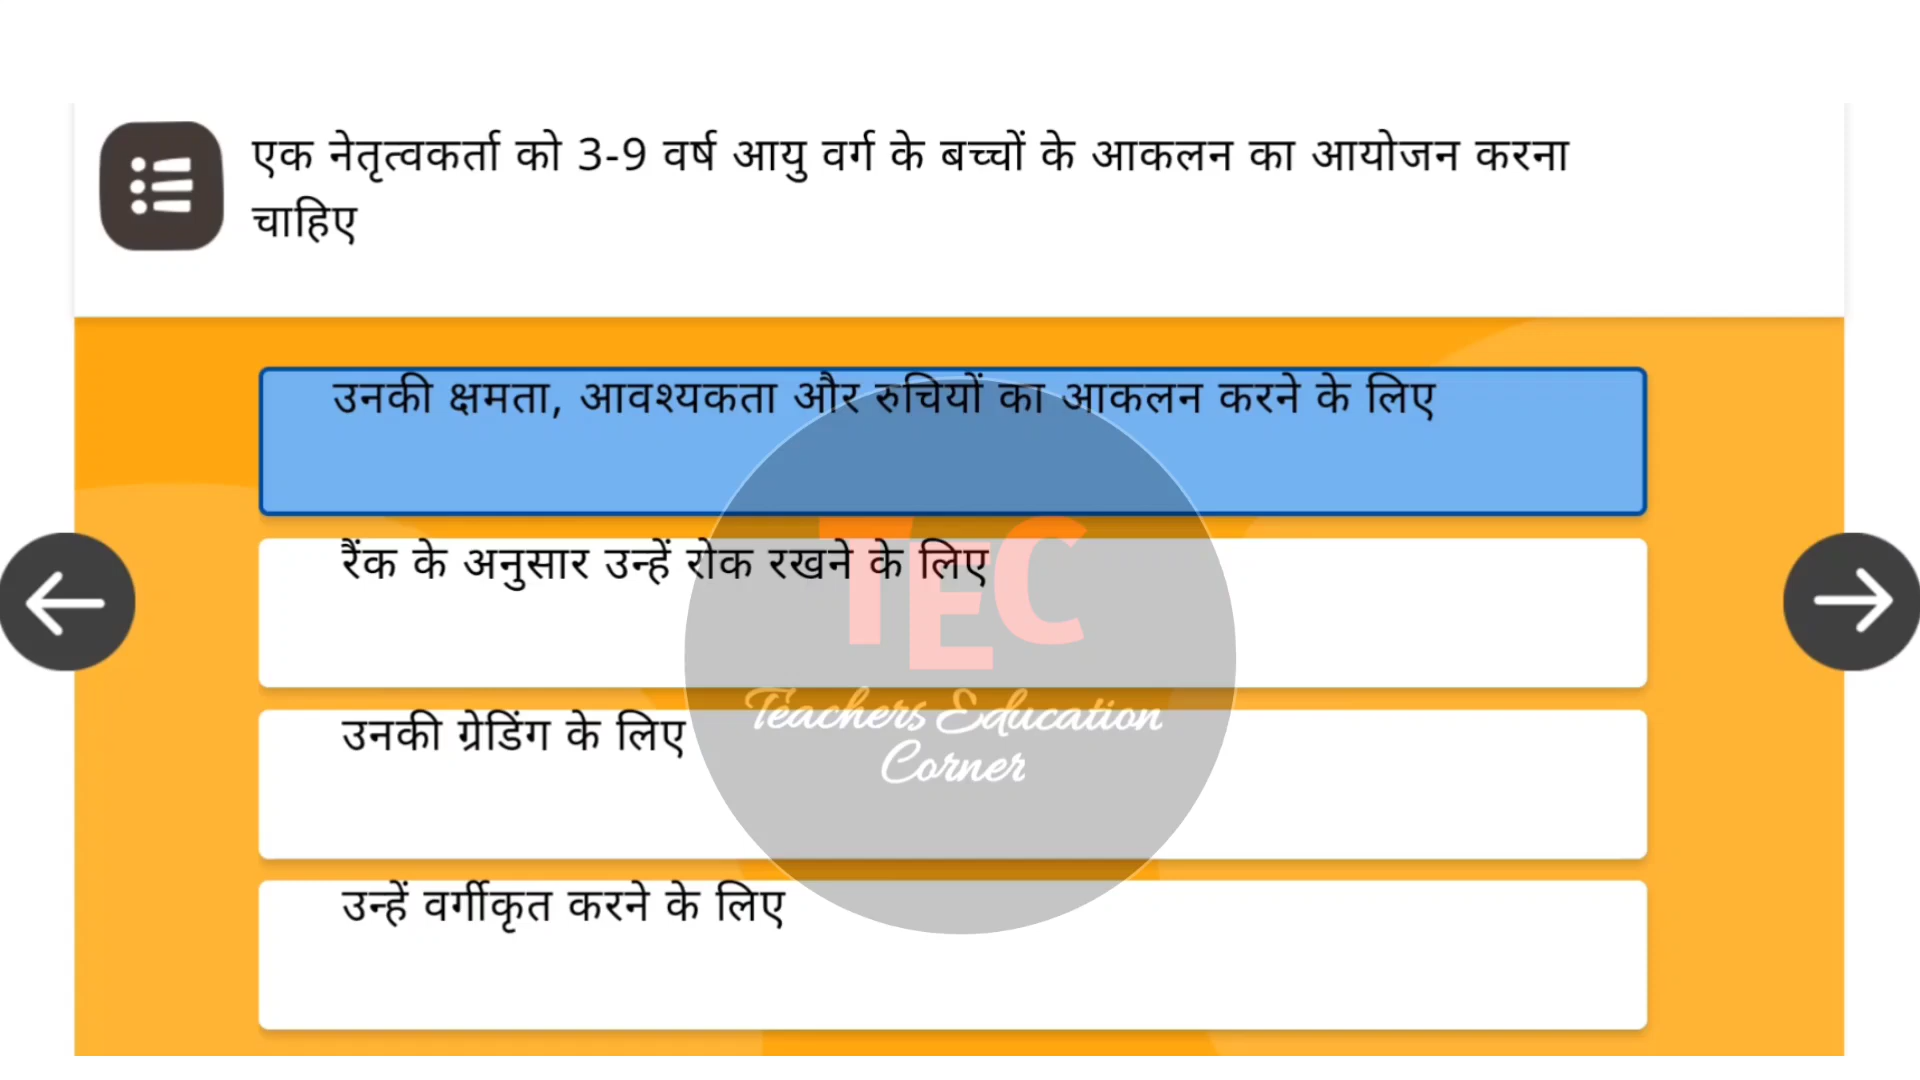 एक नेतृत्वकर्ता को 3-9 वर्ष आयु वर्ग के बच्चों के आकलन का आयोजन करना
चाहिए
उनकी क्षमता, आवश्यकता और रुचियों का आकलन करने के लिए
रैंक के अनुसार उन्हें रोक रखने के लिए
उनकी ग्रेडिंग के लिए
उन्हें वर्गीकृत करने के लिए
TEC
Teachers Education
Corner